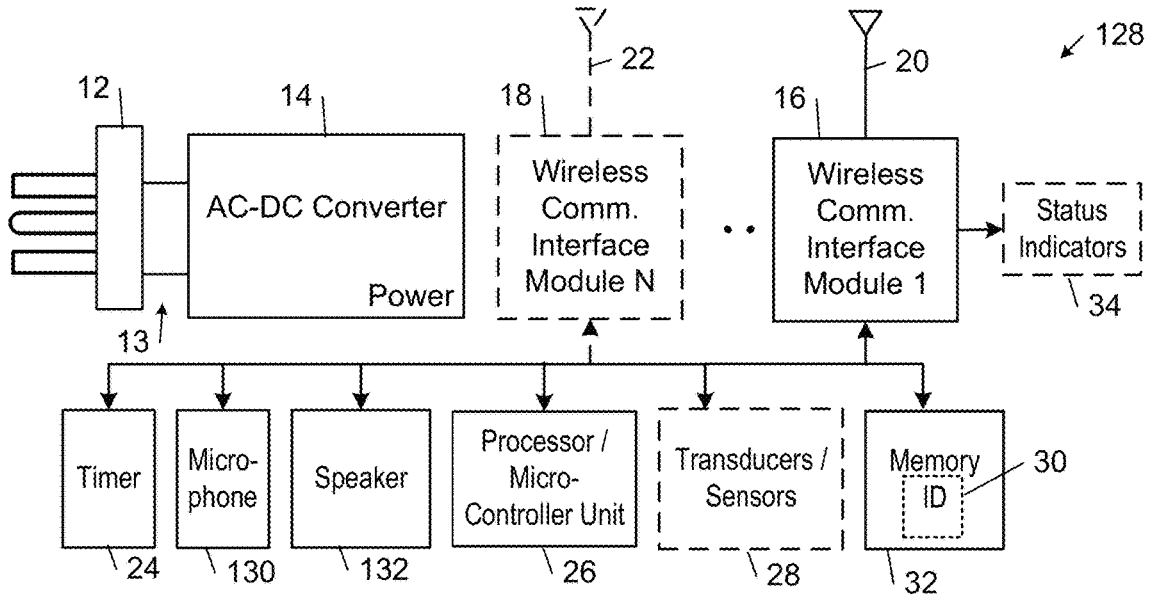 128
22
20
12
14
18
16
AC-DC Converter
Power
Wireless
Comm.
Interface
Module N
Wireless
Comm.
Interface
Module 1
Status
Indicators
34
13
Timer
Micro-
phone
Speaker
Processor /
Micro-
Controller Unit
Transducers /
Sensors
Memory
ID
30
24
130
132
26
28
32